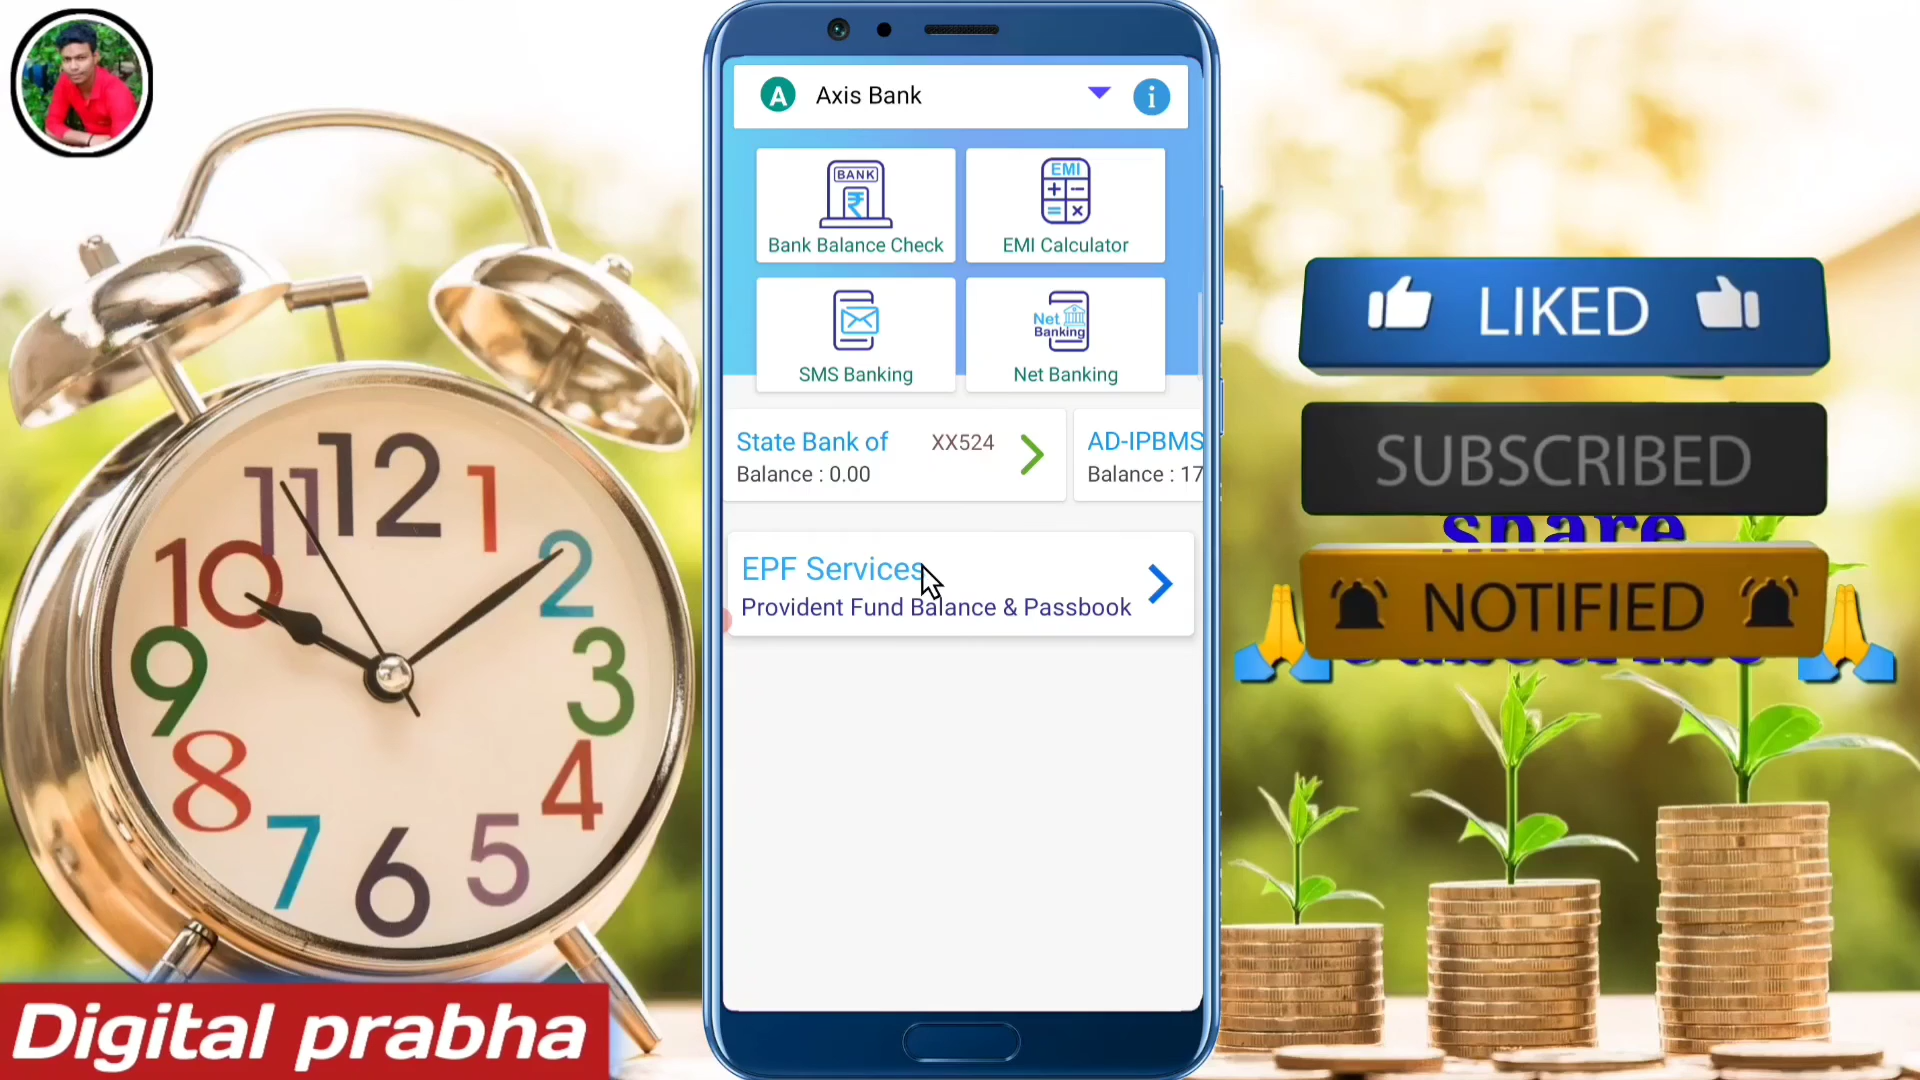 A Axis Bank i
BANK
Bank Balance Check
EMI
EMI Calculator
SMS Banking
Net
Banking
Net Banking
State Bank of XX524
Balance : 0.00
AD-IPBMS
Balance : 17
EPF Services
Provident Fund Balance & Passbook
LIKED
SUBSCRIBED
share
NOTIFIED
12
1
2
3
4
5
6
7
8
9
10
11
Digital prabha